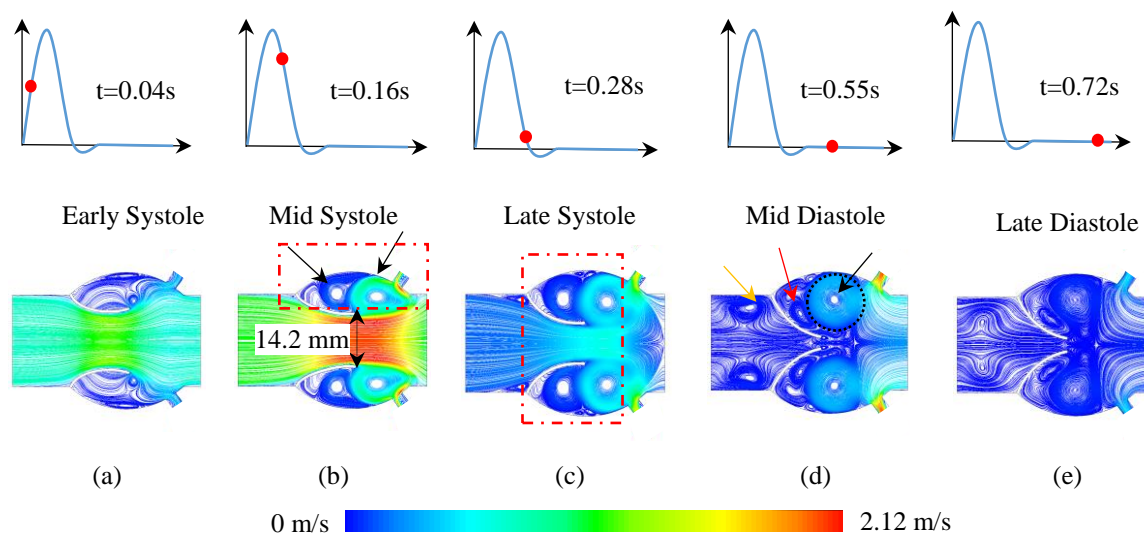 t=0.04s
t=0.16s
t=0.28s
t=0.55s
t=0.72s
Early Systole
Mid Systole
Late Systole
Mid Diastole
Late Diastole
14.2 mm
(a)
(b)
(c)
(d)
(e)
0 m/s
2.12 m/s